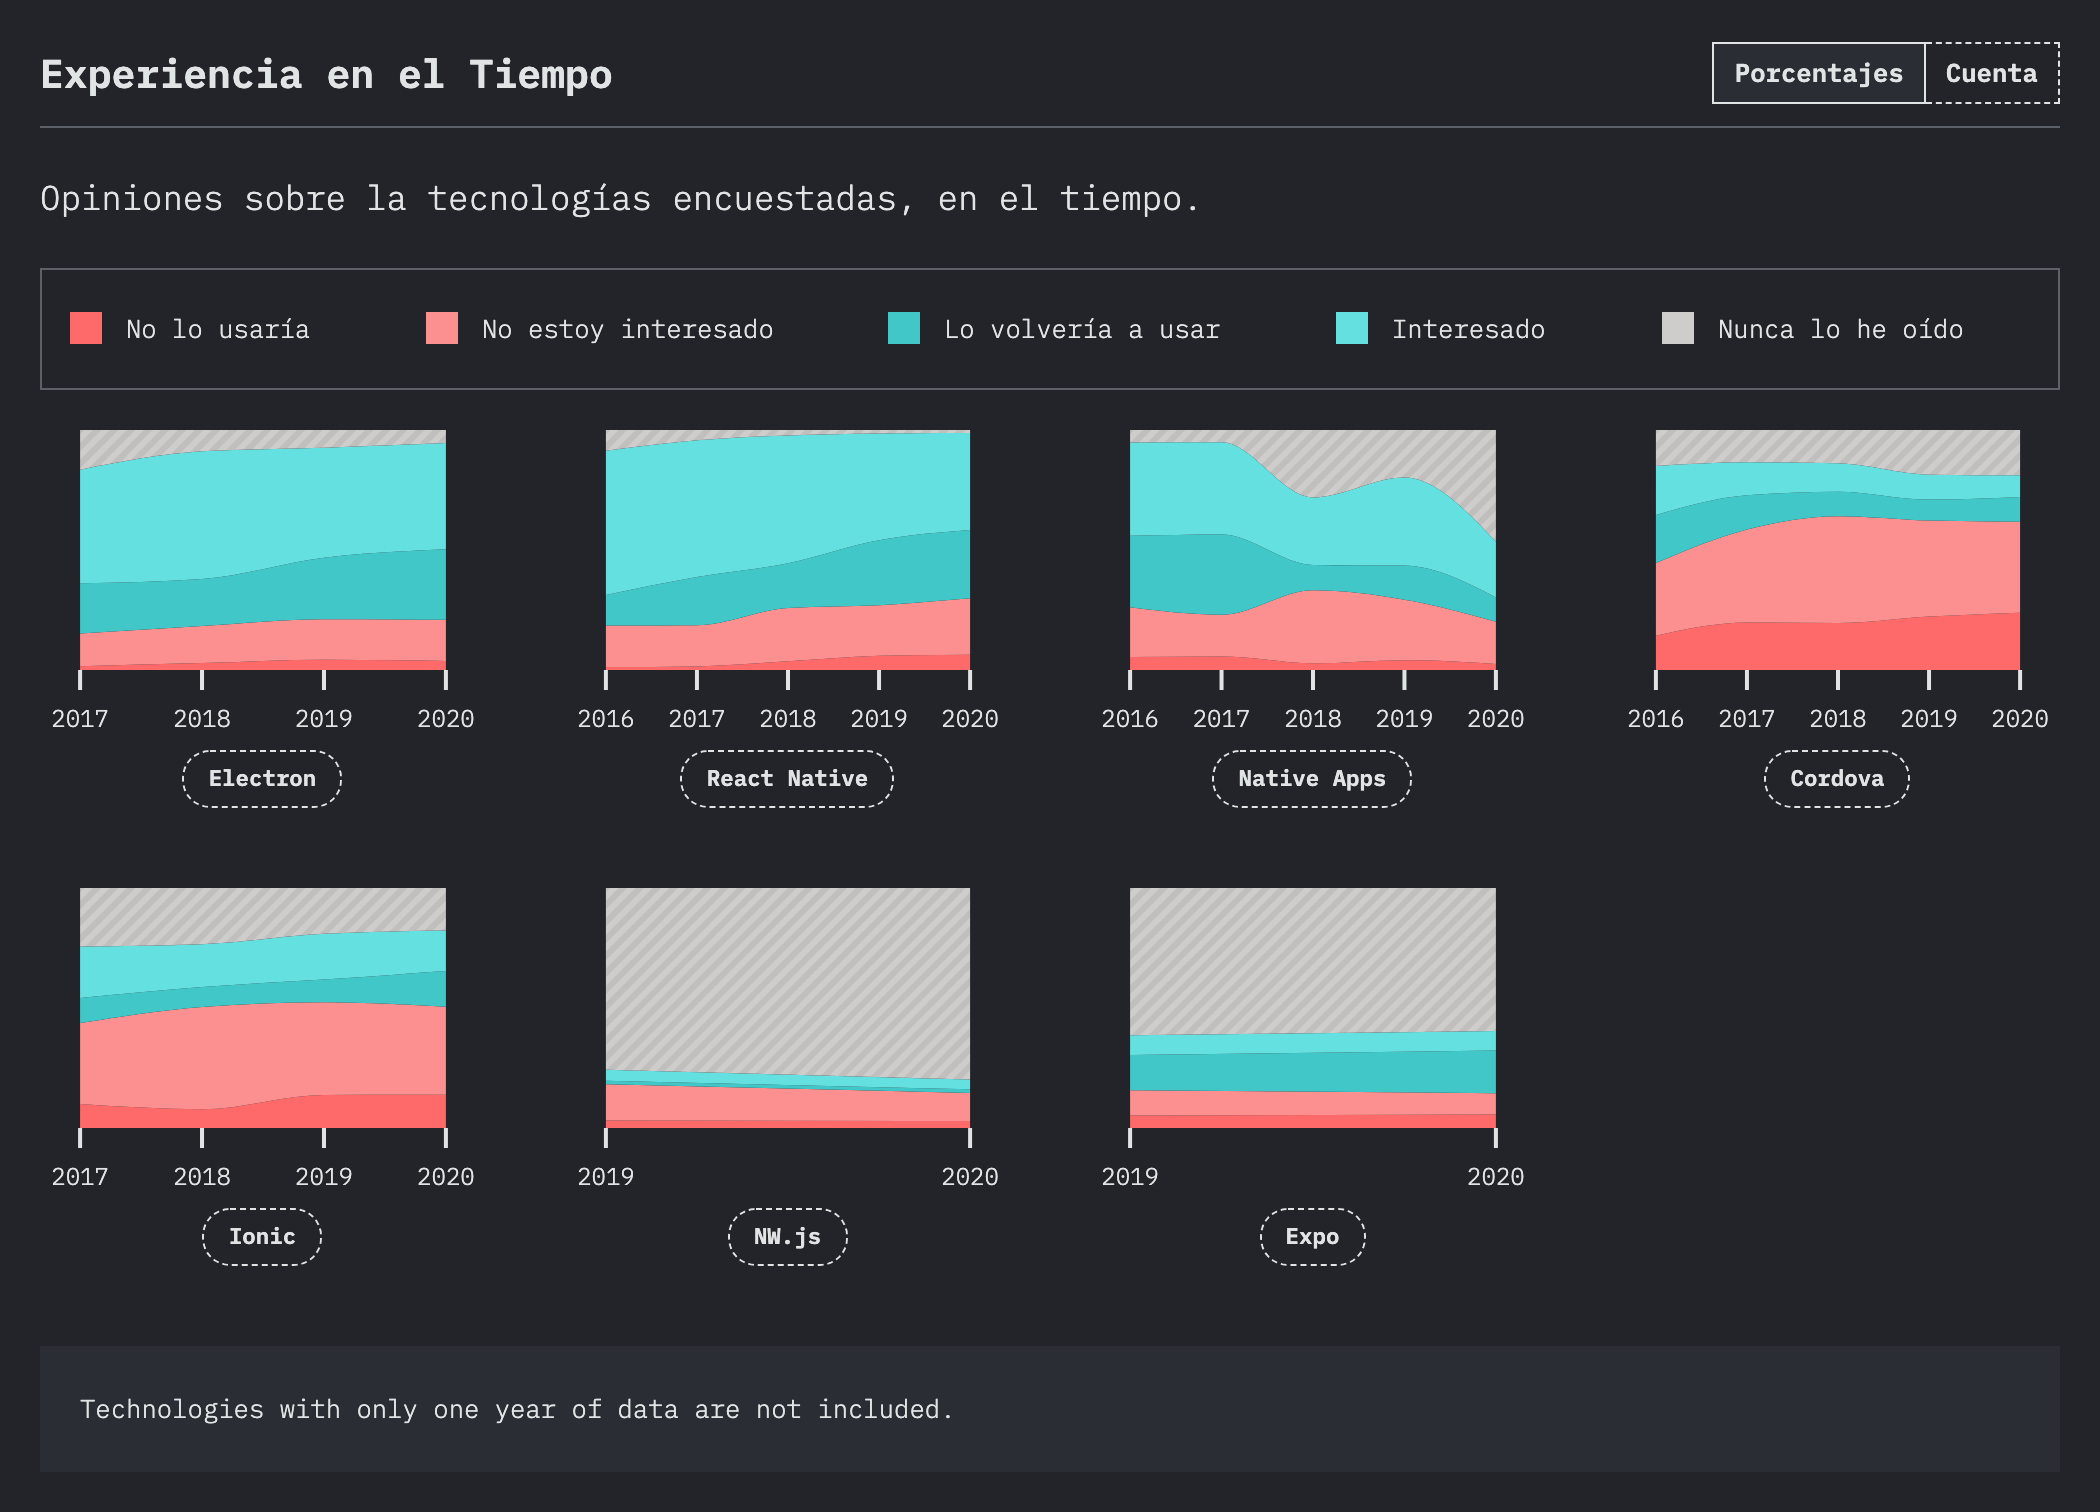 Experiencia en el Tiempo
Porcentajes Cuenta
Opiniones sobre la tecnologías encuestadas, en el tiempo.
No lo usaría No estoy interesado Lo volvería a usar Interesado Nunca lo he oído
2017 2018 2019 2020 2016 2017 2018 2019 2020 2016 2017 2018 2019 2020 2016 2017 2018 2019 2020
Electron React Native Native Apps Cordova
2017 2018 2019 2020 2019 2020 2019 2020
Ionic NW.js Expo
Technologies with only one year of data are not included.